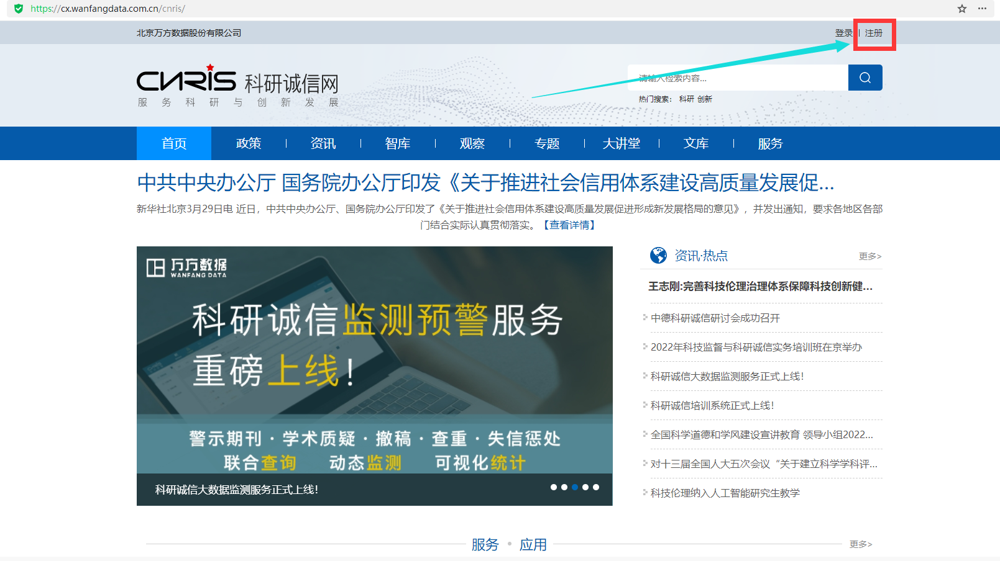 https://cx.wanfangdata.com.cn/cnris/
北京万方数据股份有限公司
登录 | 注册
CNRIS 科研诚信网
服务科研与创新发展
请输入检索内容...
热门搜索： 科研 创新
首页 政策 资讯 智库 观察 专题 大讲堂 文库 服务
中共中央办公厅 国务院办公厅印发《关于推进社会信用体系建设高质量发展促...
新华社北京3月29日电 近日，中共中央办公厅、国务院办公厅印发了《关于推进社会信用体系建设高质量发展促进形成新发展格局的意见》，并发出通知，要求各地区各部
门结合实际认真贯彻落实。【查看详情】
万方数据
WANFANG DATA
科研诚信监测预警服务
重磅上线！
警示期刊 · 学术质疑 · 撤稿 · 查重 · 失信惩处
联合查询 动态监测 可视化统计
科研诚信大数据监测服务正式上线！
资讯·热点 更多>
王志刚:完善科技伦理治理体系保障科技创新健...
中德科研诚信研讨会成功召开
2022年科技监督与科研诚信实务培训班在京举办
科研诚信大数据监测服务正式上线！
科研诚信培训系统正式上线！
全国科学道德和学风建设宣讲教育 领导小组2022...
对十三届全国人大五次会议“关于建立科学学科评...
科技伦理纳入人工智能研究生教学
服务 • 应用 更多>